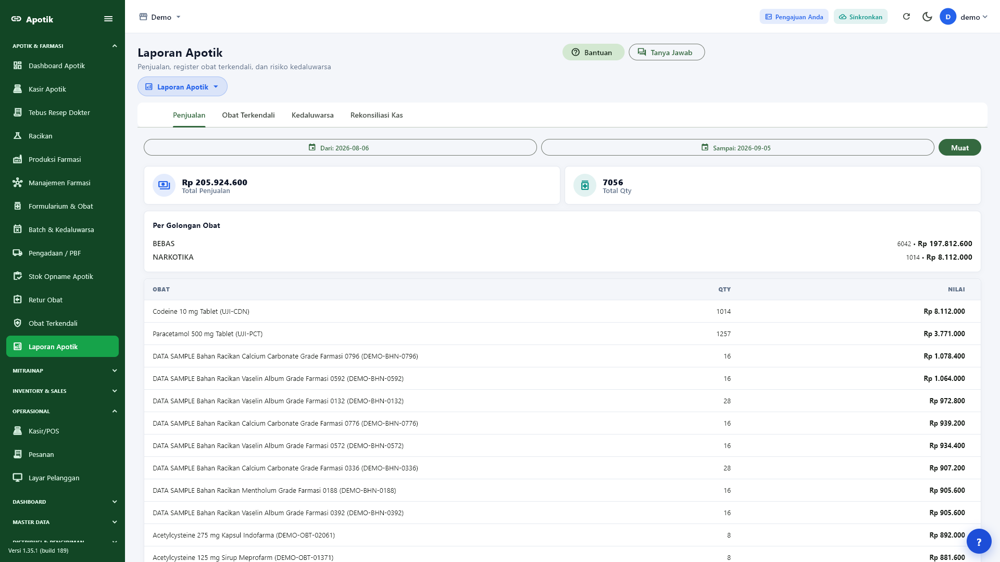 Apotik
APOTIK & FARMASI
Dashboard Apotik
Kasir Apotik
Tebus Resep Dokter
Racikan
Produksi Farmasi
Manajemen Farmasi
Formularium & Obat
Batch & Kedaluwarsa
Pengadaan / PBF
Stok Opname Apotik
Retur Obat
Obat Terkendali
Laporan Apotik
MITRAINAP
INVENTORY & SALES
OPERASIONAL
Kasir/POS
Pesanan
Layar Pelanggan
DASHBOARD
MASTER DATA
DISTRIBUSI & PENGIRIMAN
Versi 1.35.1 (build 189)
Demo
Pengajuan Anda
Sinkronkan
D
demo
Laporan Apotik
Penjualan, register obat terkendali, dan risiko kedaluwarsa
Bantuan
Tanya Jawab
Laporan Apotik
Penjualan
Obat Terkendali
Kedaluwarsa
Rekonsiliasi Kas
Dari: 2026-08-06
Sampai: 2026-09-05
Muat
Rp 205.924.600
Total Penjualan
7056
Total Qty
Per Golongan Obat
BEBAS 6042 • Rp 197.812.600
NARKOTIKA 1014 • Rp 8.112.000
OBAT QTY NILAI
Codeine 10 mg Tablet (UJI-CDN) 1014 Rp 8.112.000
Paracetamol 500 mg Tablet (UJI-PCT) 1257 Rp 3.771.000
DATA SAMPLE Bahan Racikan Calcium Carbonate Grade Farmasi 0796 (DEMO-BHN-0796) 16 Rp 1.078.400
DATA SAMPLE Bahan Racikan Vaselin Album Grade Farmasi 0592 (DEMO-BHN-0592) 16 Rp 1.064.000
DATA SAMPLE Bahan Racikan Vaselin Album Grade Farmasi 0132 (DEMO-BHN-0132) 28 Rp 972.800
DATA SAMPLE Bahan Racikan Calcium Carbonate Grade Farmasi 0776 (DEMO-BHN-0776) 16 Rp 939.200
DATA SAMPLE Bahan Racikan Vaselin Album Grade Farmasi 0572 (DEMO-BHN-0572) 16 Rp 934.400
DATA SAMPLE Bahan Racikan Calcium Carbonate Grade Farmasi 0336 (DEMO-BHN-0336) 28 Rp 907.200
DATA SAMPLE Bahan Racikan Mentholum Grade Farmasi 0188 (DEMO-BHN-0188) 16 Rp 905.600
DATA SAMPLE Bahan Racikan Vaselin Album Grade Farmasi 0392 (DEMO-BHN-0392) 16 Rp 905.600
Acetylcysteine 275 mg Kapsul Indofarma (DEMO-OBT-02061) 8 Rp 892.000
Acetylcysteine 125 mg Sirup Meprofarm (DEMO-OBT-01371) 8 Rp 881.600
?